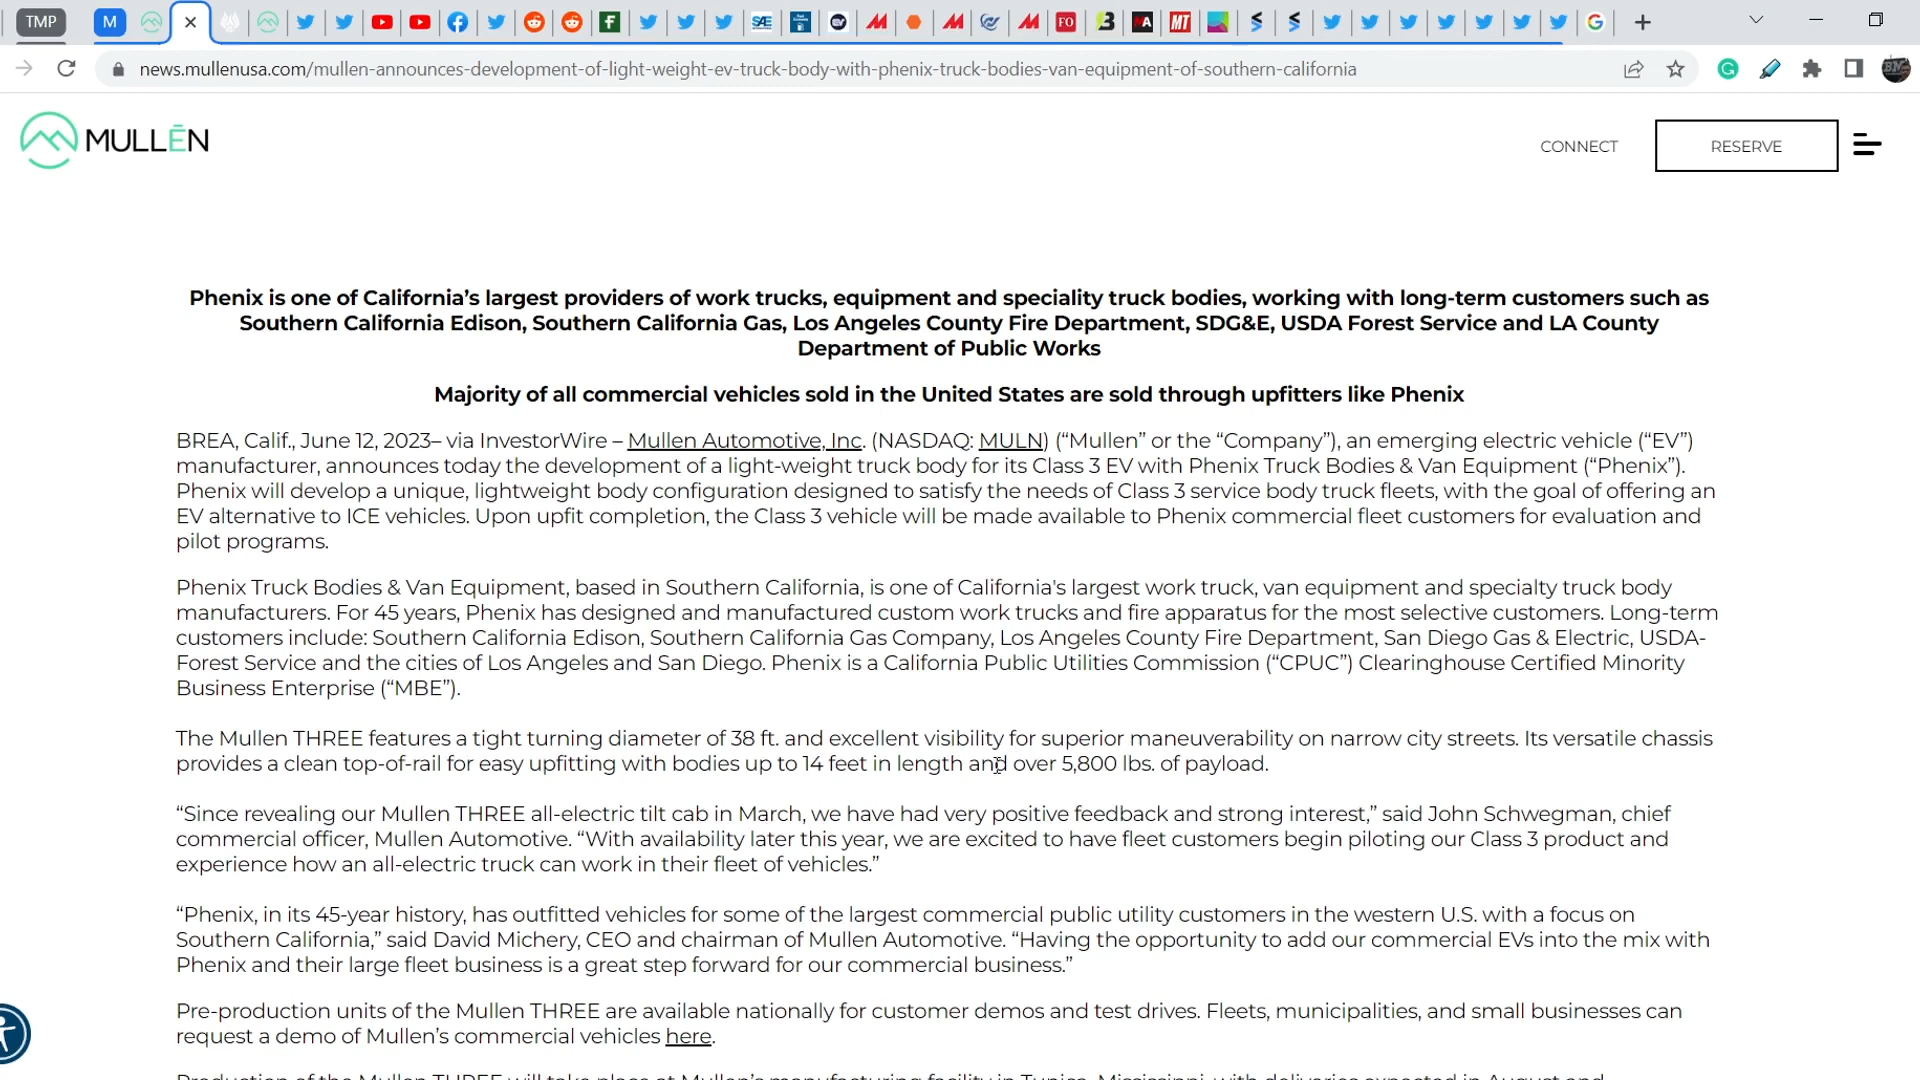 TMP
M
FO
MT
news.mullenusa.com/mullen-announces-development-of-light-weight-ev-truck-body-with-phenix-truck-bodies-van-equipment-of-southern-california
MULLĒN
CONNECT
RESERVE
Phenix is one of California’s largest providers of work trucks, equipment and speciality truck bodies, working with long-term customers such as
Southern California Edison, Southern California Gas, Los Angeles County Fire Department, SDG&E, USDA Forest Service and LA County
Department of Public Works
Majority of all commercial vehicles sold in the United States are sold through upfitters like Phenix
BREA, Calif., June 12, 2023– via InvestorWire – Mullen Automotive, Inc. (NASDAQ: MULN) (“Mullen” or the “Company”), an emerging electric vehicle (“EV”)
manufacturer, announces today the development of a light-weight truck body for its Class 3 EV with Phenix Truck Bodies & Van Equipment (“Phenix”).
Phenix will develop a unique, lightweight body configuration designed to satisfy the needs of Class 3 service body truck fleets, with the goal of offering an
EV alternative to ICE vehicles. Upon upfit completion, the Class 3 vehicle will be made available to Phenix commercial fleet customers for evaluation and
pilot programs.
Phenix Truck Bodies & Van Equipment, based in Southern California, is one of California's largest work truck, van equipment and specialty truck body
manufacturers. For 45 years, Phenix has designed and manufactured custom work trucks and fire apparatus for the most selective customers. Long-term
customers include: Southern California Edison, Southern California Gas Company, Los Angeles County Fire Department, San Diego Gas & Electric, USDA-
Forest Service and the cities of Los Angeles and San Diego. Phenix is a California Public Utilities Commission (“CPUC”) Clearinghouse Certified Minority
Business Enterprise (“MBE”).
The Mullen THREE features a tight turning diameter of 38 ft. and excellent visibility for superior maneuverability on narrow city streets. Its versatile chassis
provides a clean top-of-rail for easy upfitting with bodies up to 14 feet in length and over 5,800 lbs. of payload.
“Since revealing our Mullen THREE all-electric tilt cab in March, we have had very positive feedback and strong interest,” said John Schwegman, chief
commercial officer, Mullen Automotive. “With availability later this year, we are excited to have fleet customers begin piloting our Class 3 product and
experience how an all-electric truck can work in their fleet of vehicles.”
“Phenix, in its 45-year history, has outfitted vehicles for some of the largest commercial public utility customers in the western U.S. with a focus on
Southern California,” said David Michery, CEO and chairman of Mullen Automotive. “Having the opportunity to add our commercial EVs into the mix with
Phenix and their large fleet business is a great step forward for our commercial business.”
Pre-production units of the Mullen THREE are available nationally for customer demos and test drives. Fleets, municipalities, and small businesses can
request a demo of Mullen’s commercial vehicles here.
Production of the Mullen THREE will take place at Mullen’s manufacturing facility in Tunica, Mississippi, with deliveries expected in August and